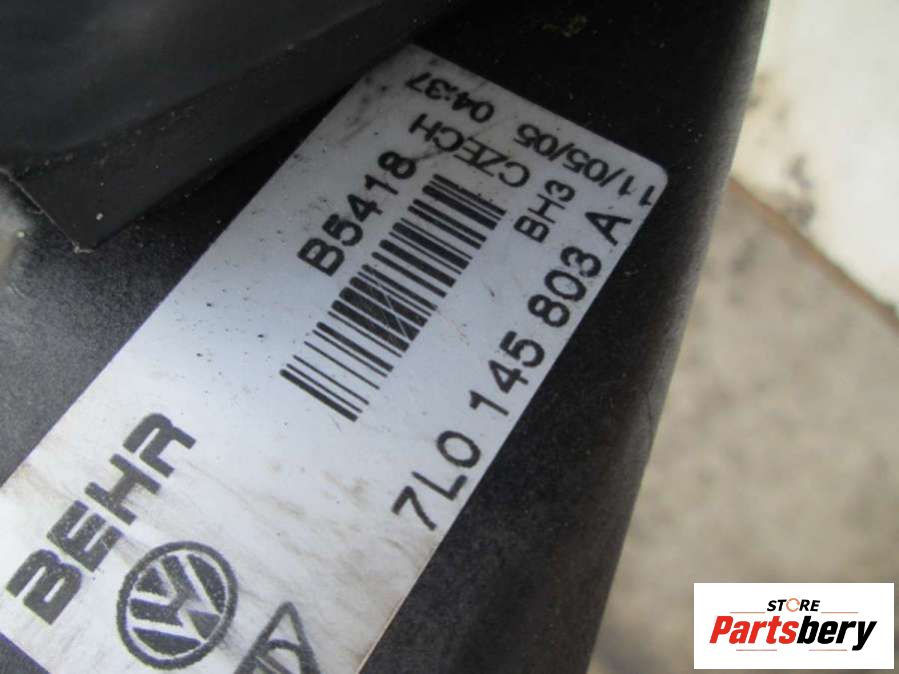 11/05/05 04:37
CZECH
BH3
B5418
7L0 145 803 A
BEHR
STORE
Partsbery